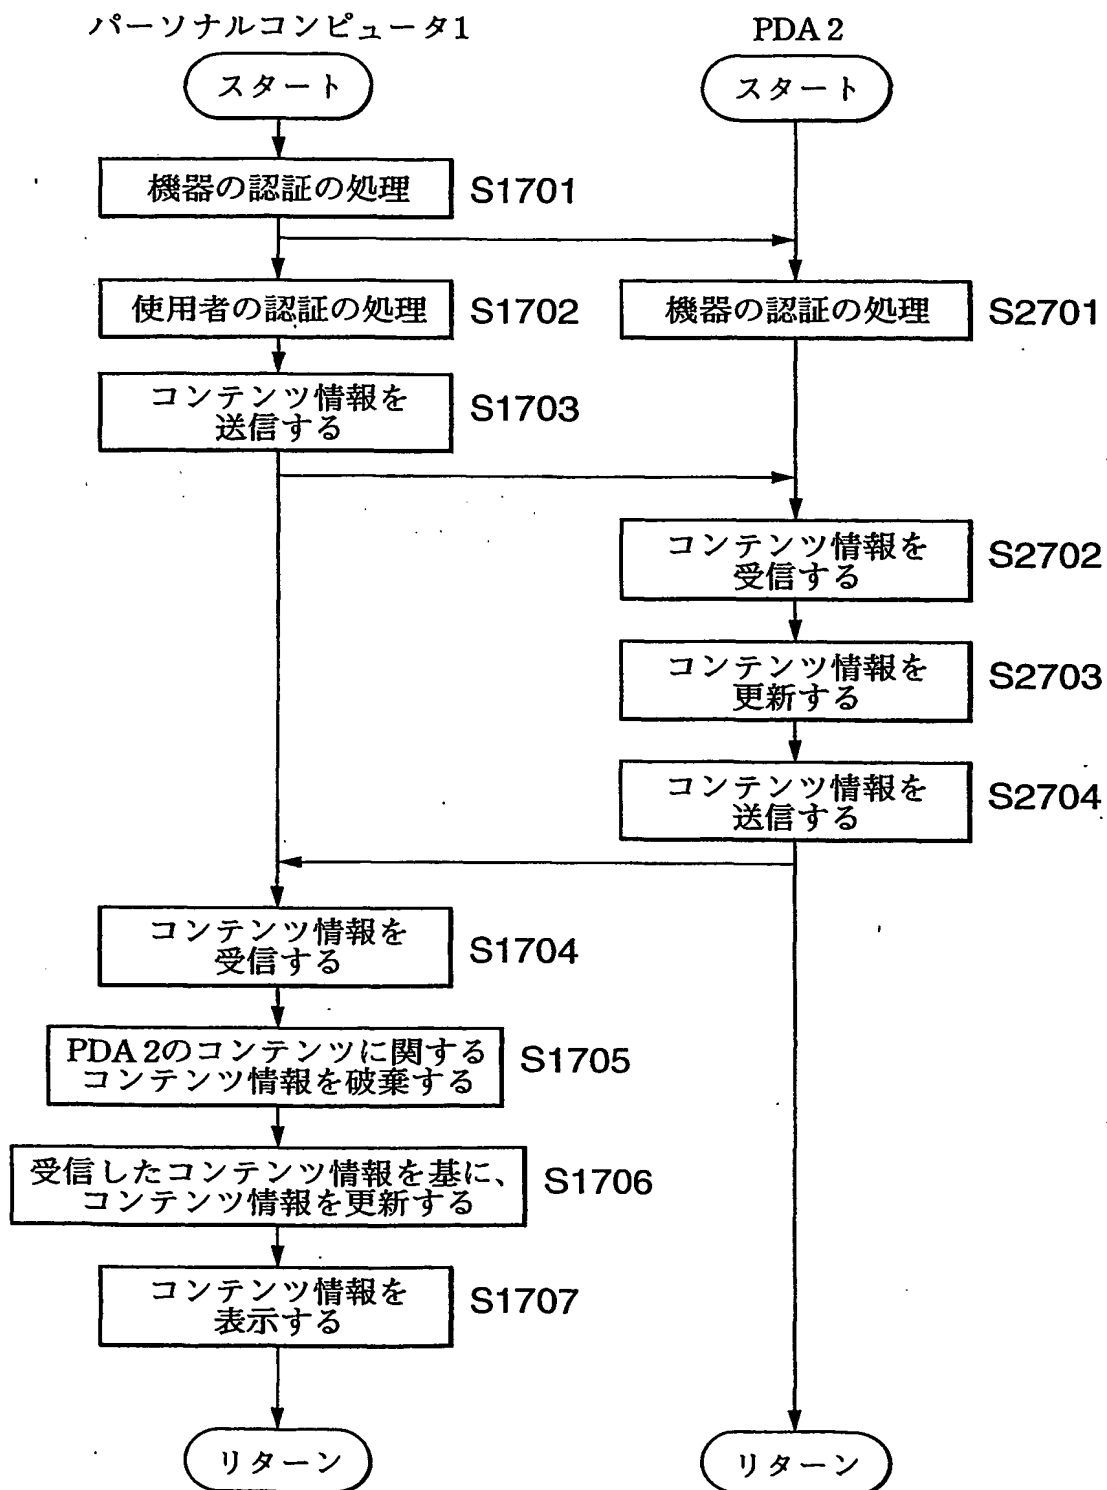 パーソナルコンピュータ1
PDA 2
スタート
スタート
機器の認証の処理
S1701
使用者の認証の処理
S1702
機器の認証の処理
S2701
コンテンツ情報を
送信する
S1703
コンテンツ情報を
受信する
S2702
コンテンツ情報を
更新する
S2703
コンテンツ情報を
送信する
S2704
コンテンツ情報を
受信する
S1704
PDA 2のコンテンツに関する
コンテンツ情報を破棄する
S1705
受信したコンテンツ情報を基に、
コンテンツ情報を更新する
S1706
コンテンツ情報を
表示する
S1707
リターン
リターン